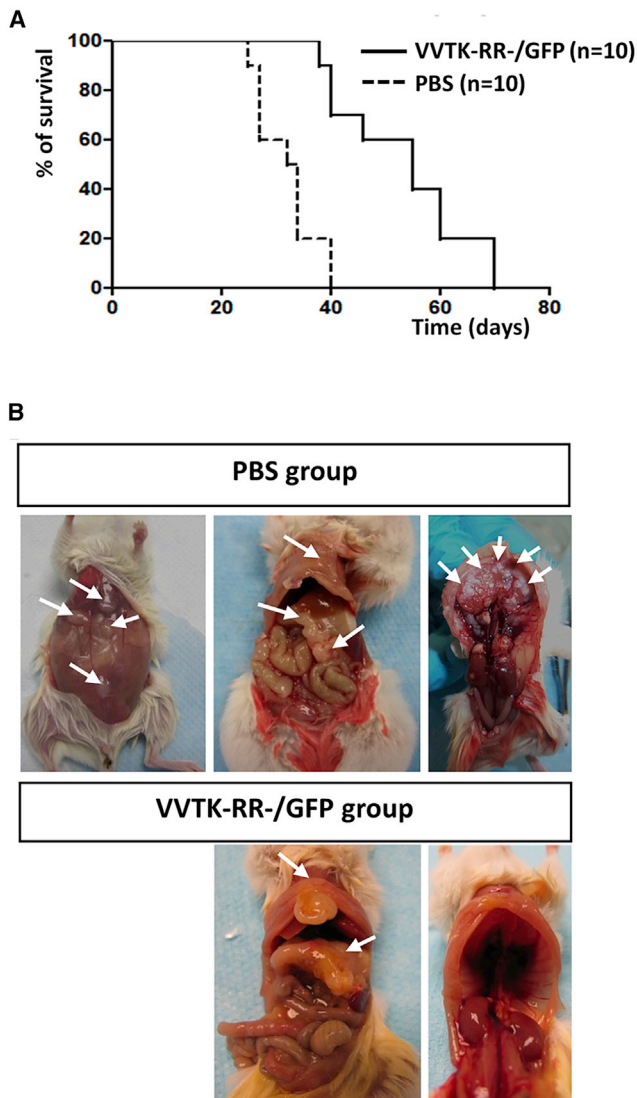 A
VVTK-RR-/GFP (n=10)
PBS (n=10)
% of survival
100
80
60
40
20
0
0 20 40 60 80
Time (days)
B
PBS group
VVTK-RR-/GFP group